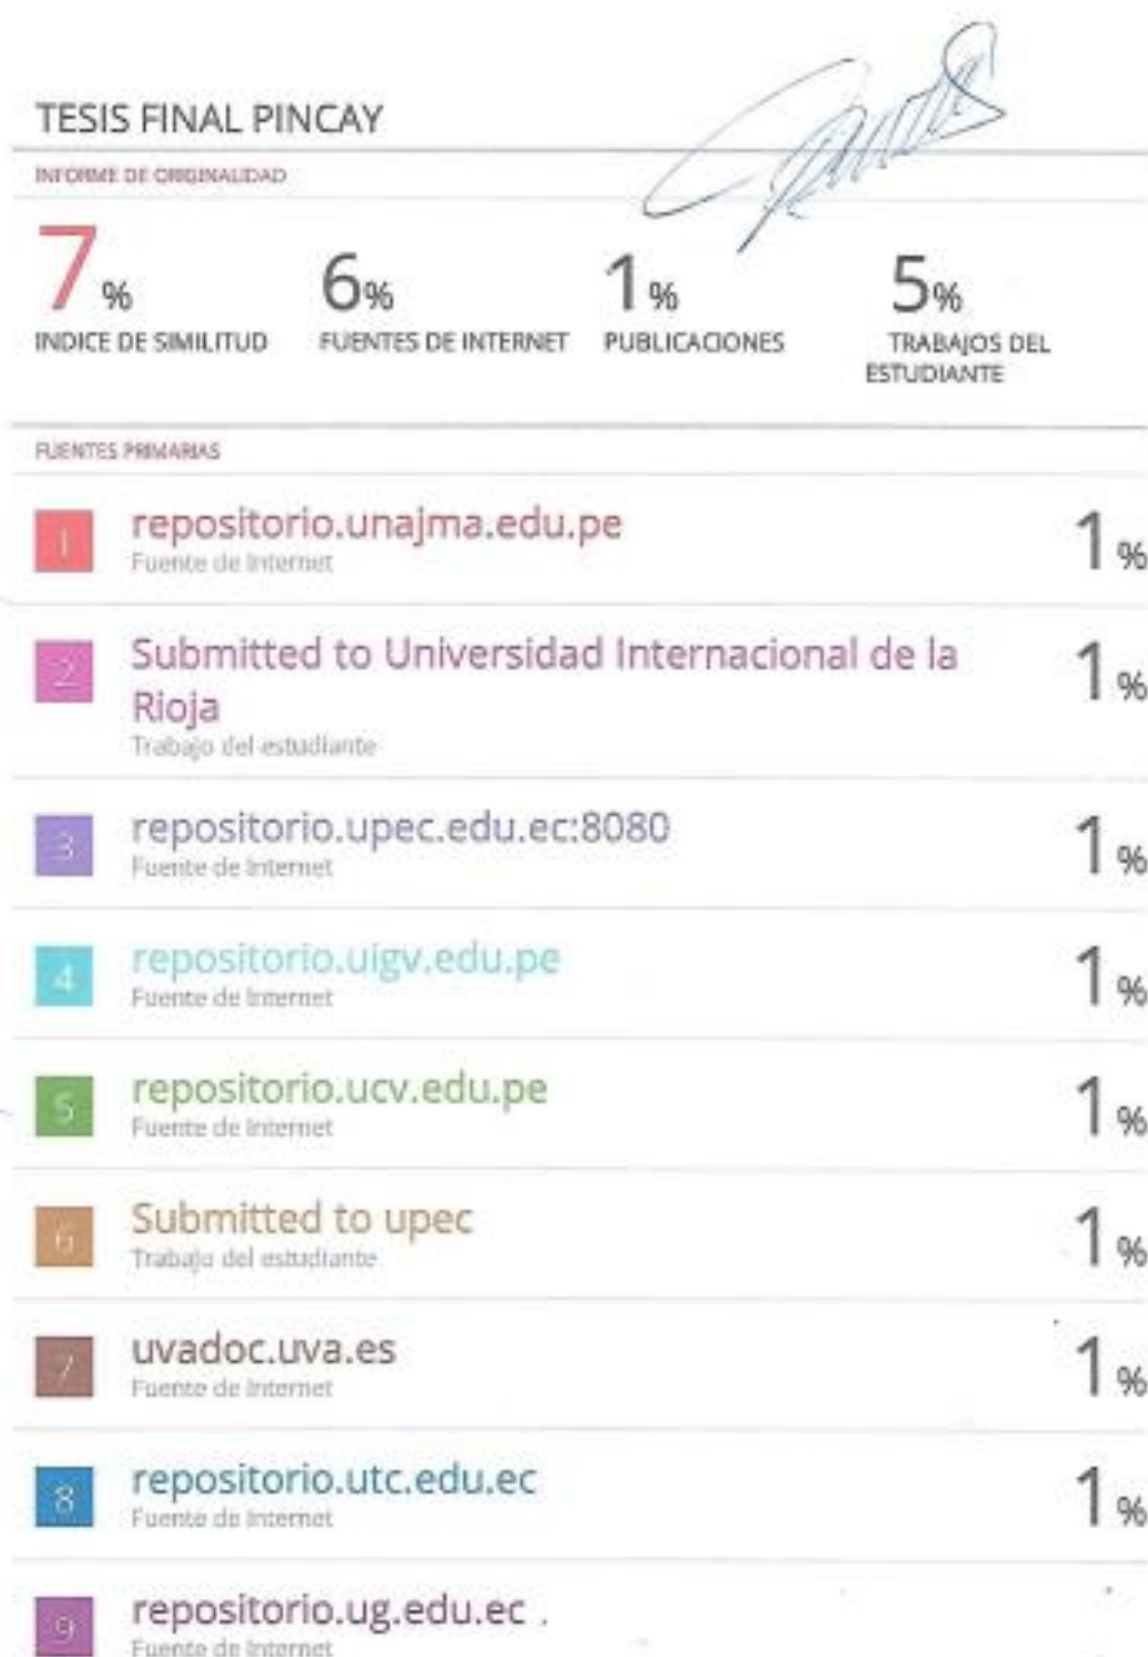 TESIS FINAL PINCAY
INFORME DE ORIGINALIDAD
7% 6% 1% 5%
INDICE DE SIMILITUD FUENTES DE INTERNET PUBLICACIONES TRABAJOS DEL
ESTUDIANTE
FUENTES PRIMARIAS
1 repositorio.unajma.edu.pe 1%
Fuente de Internet
2 Submitted to Universidad Internacional de la 1%
Rioja
Trabajo del estudiante
3 repositorio.upec.edu.ec:8080 1%
Fuente de Internet
4 repositorio.uigv.edu.pe 1%
Fuente de Internet
5 repositorio.ucv.edu.pe 1%
Fuente de Internet
6 Submitted to upec 1%
Trabajo del estudiante
7 uvadoc.uva.es 1%
Fuente de Internet
8 repositorio.utc.edu.ec 1%
Fuente de Internet
9 repositorio.ug.edu.ec
Fuente de Internet